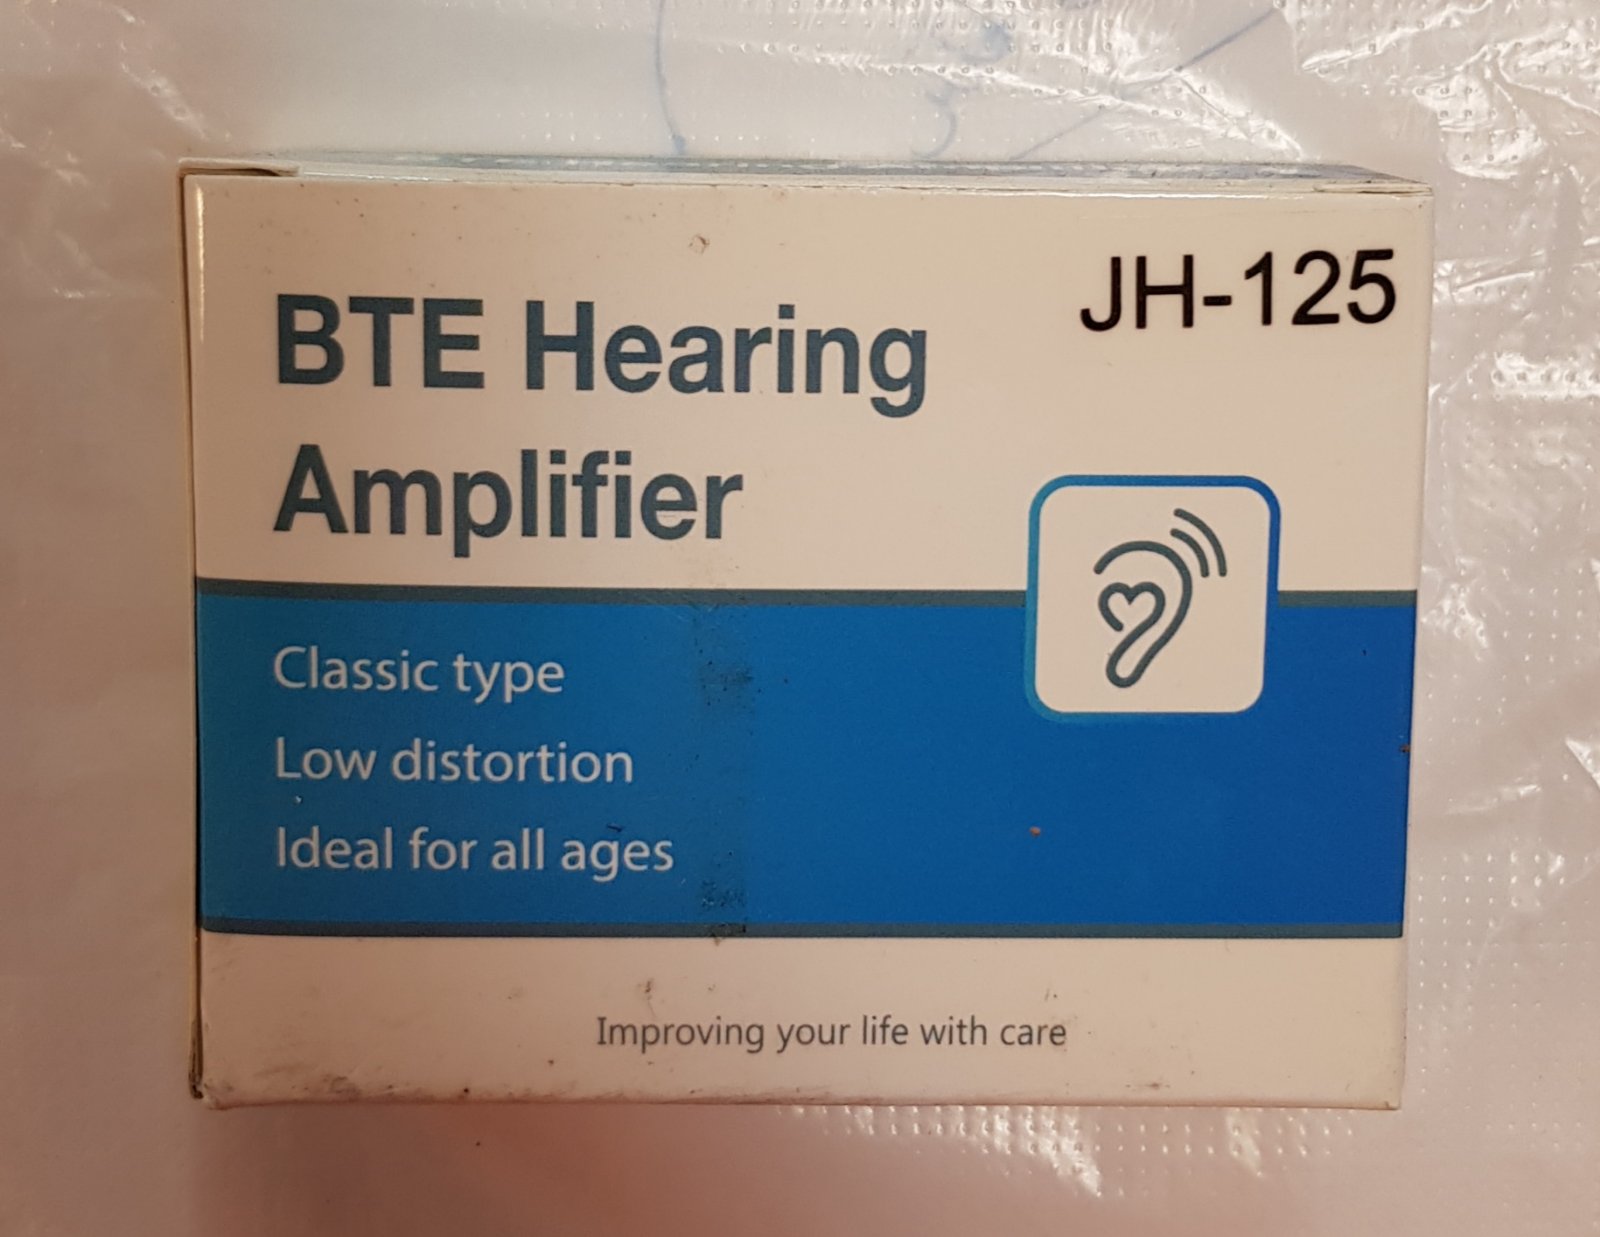 JH-125
BTE Hearing
Amplifier
Classic type
Low distortion
Ideal for all ages
Improving your life with care